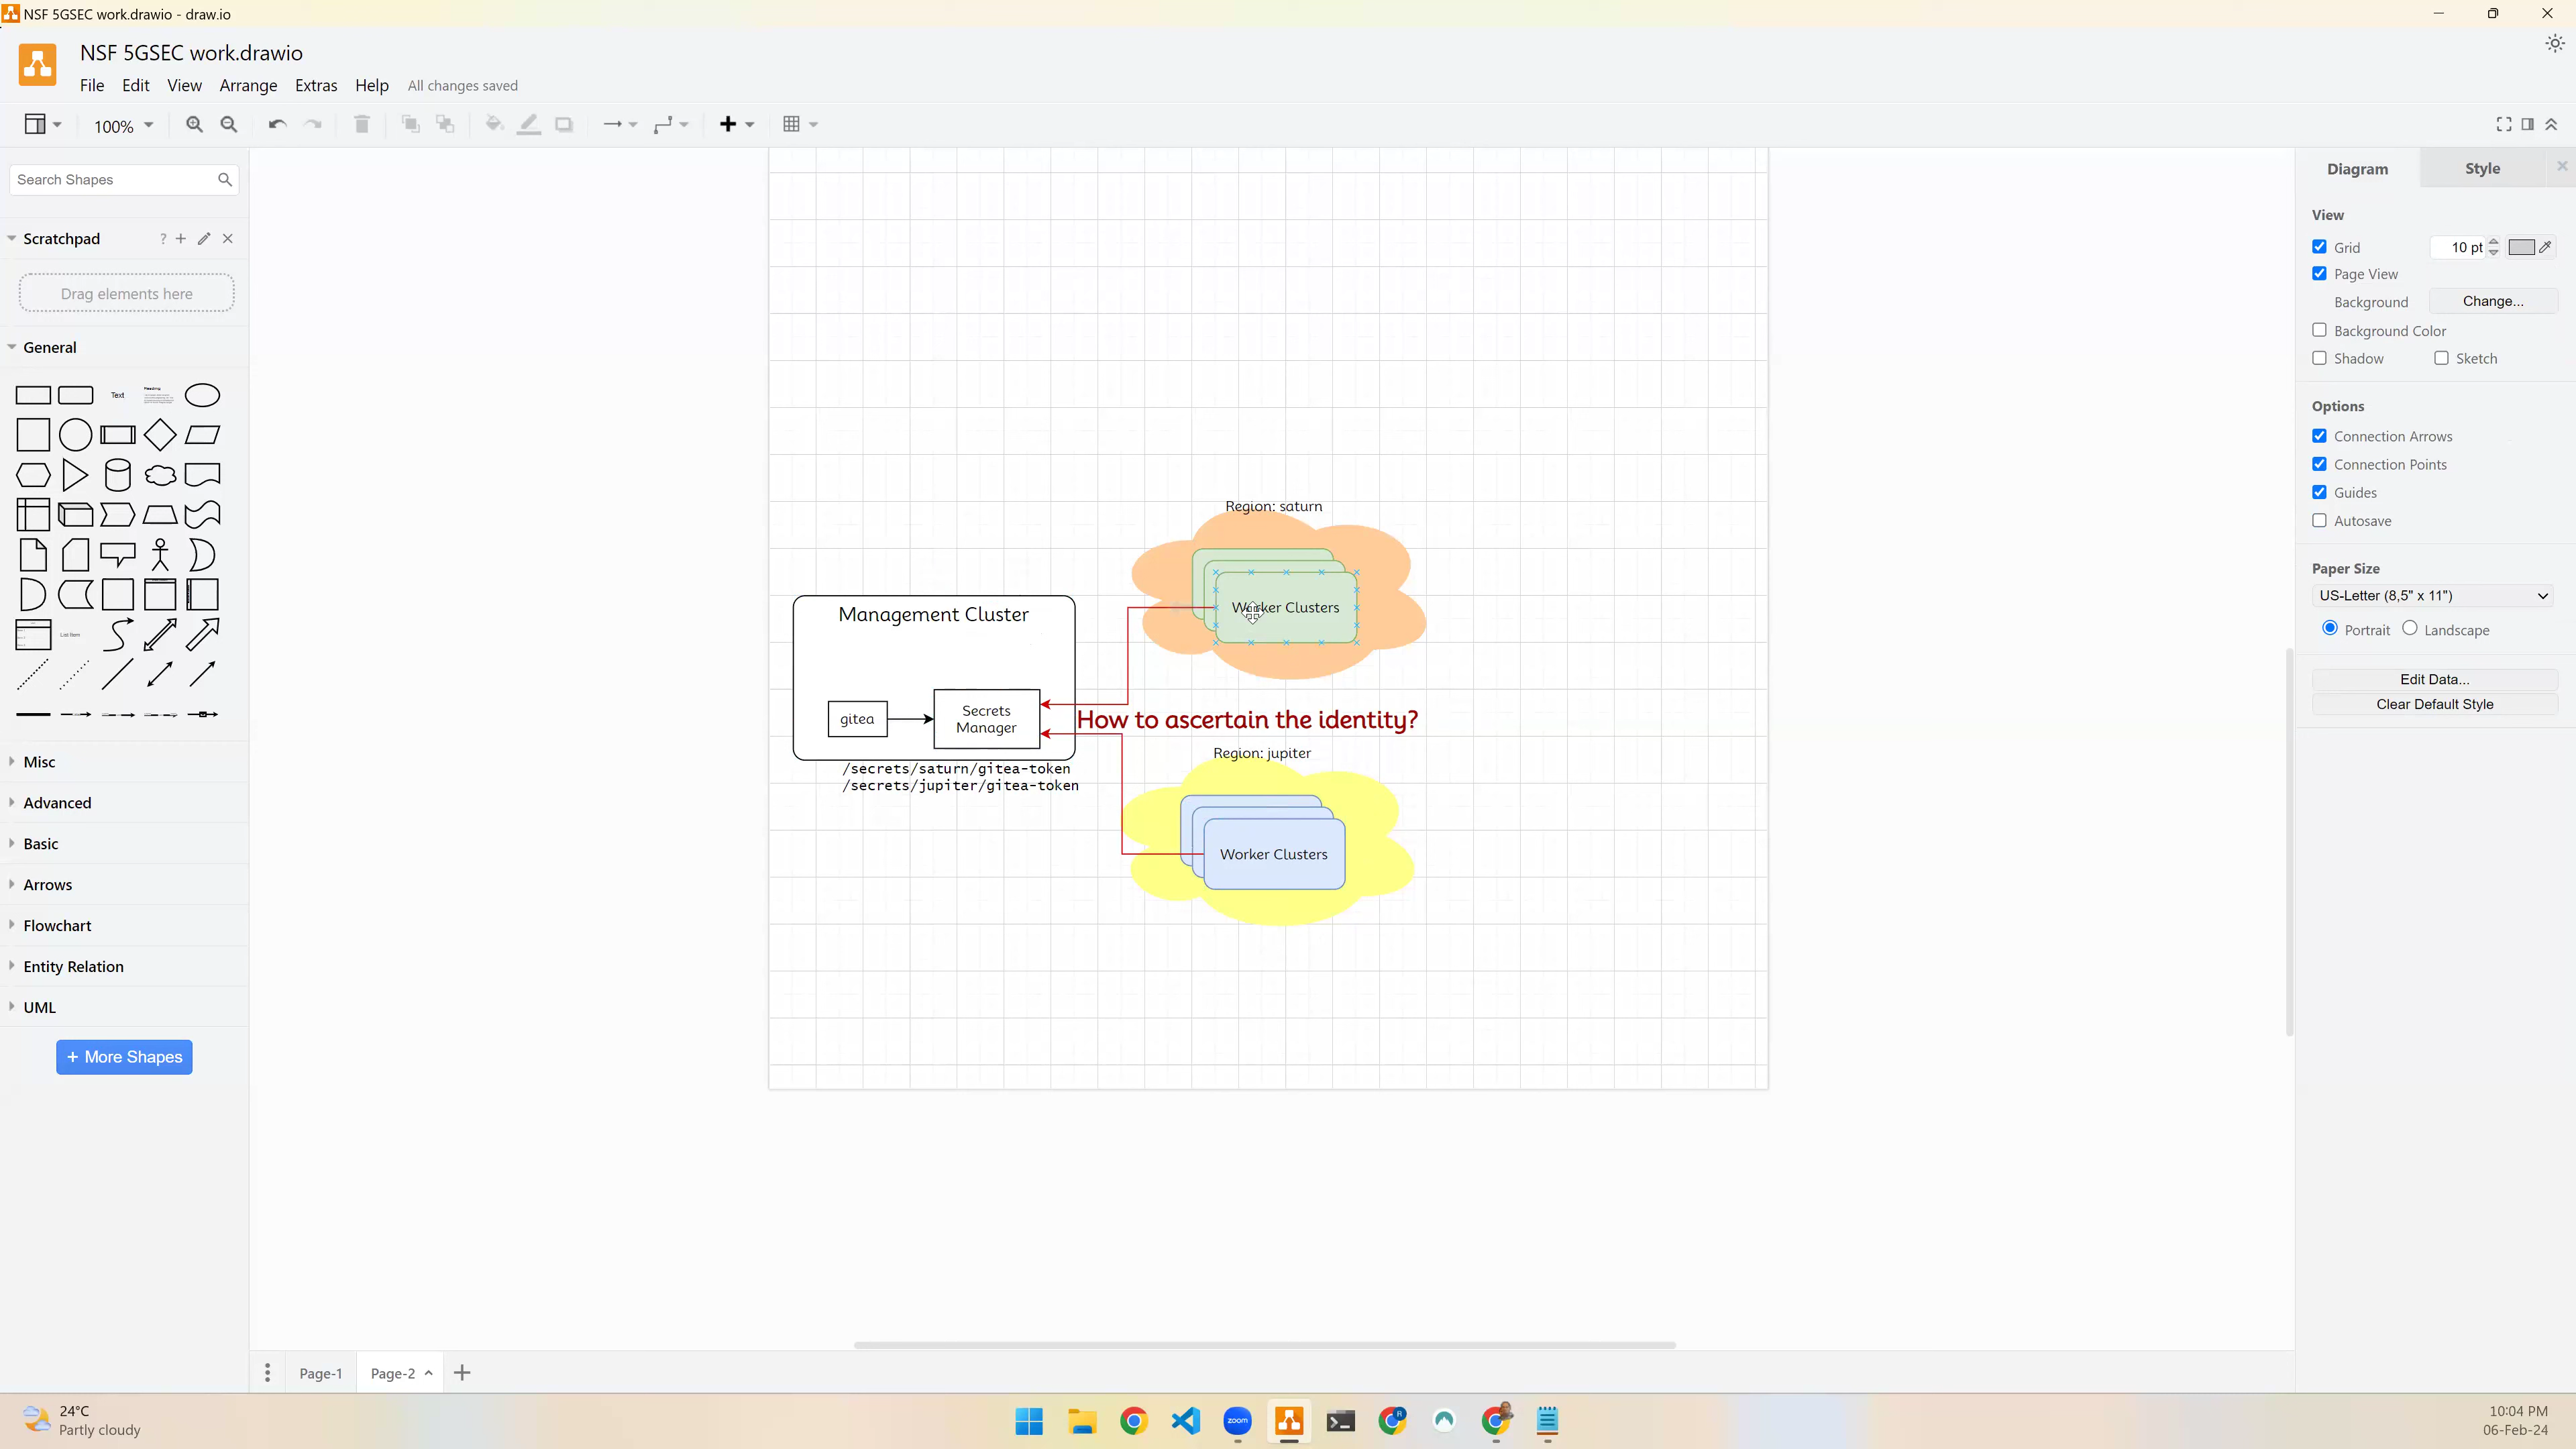 NSF 5GSEC work.drawio - draw.io
NSF 5GSEC work.drawio
File Edit View Arrange Extras Help All changes saved
100%
Search Shapes
Scratchpad
?
Drag elements here
General
Text
Heading
List Item
Misc
Advanced
Basic
Arrows
Flowchart
Entity Relation
UML
+ More Shapes
Region: saturn
Worker Clusters
Management Cluster
gitea
Secrets
Manager
How to ascertain the identity?
/secrets/saturn/gitea-token
/secrets/jupiter/gitea-token
Region: jupiter
Worker Clusters
Diagram Style
View
Grid 10 pt
Page View
Background Change...
Background Color
Shadow Sketch
Options
Connection Arrows
Connection Points
Guides
Autosave
Paper Size
US-Letter (8,5" x 11")
Portrait Landscape
Edit Data...
Clear Default Style
Page-1 Page-2
24°C
Partly cloudy
zoom
R
10:04 PM
06-Feb-24